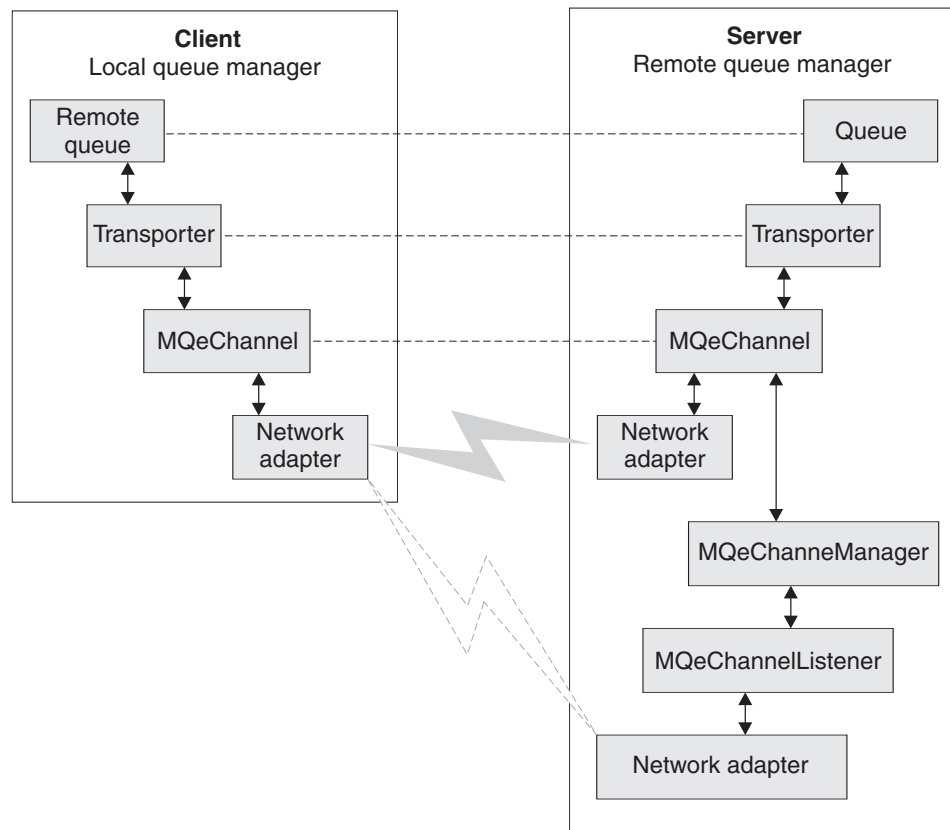 Client
Local queue manager
Server
Remote queue manager
Remote
queue
Queue
Transporter
Transporter
MQeChannel
MQeChannel
Network
adapter
Network
adapter
MQeChanneManager
MQeChannelListener
Network adapter